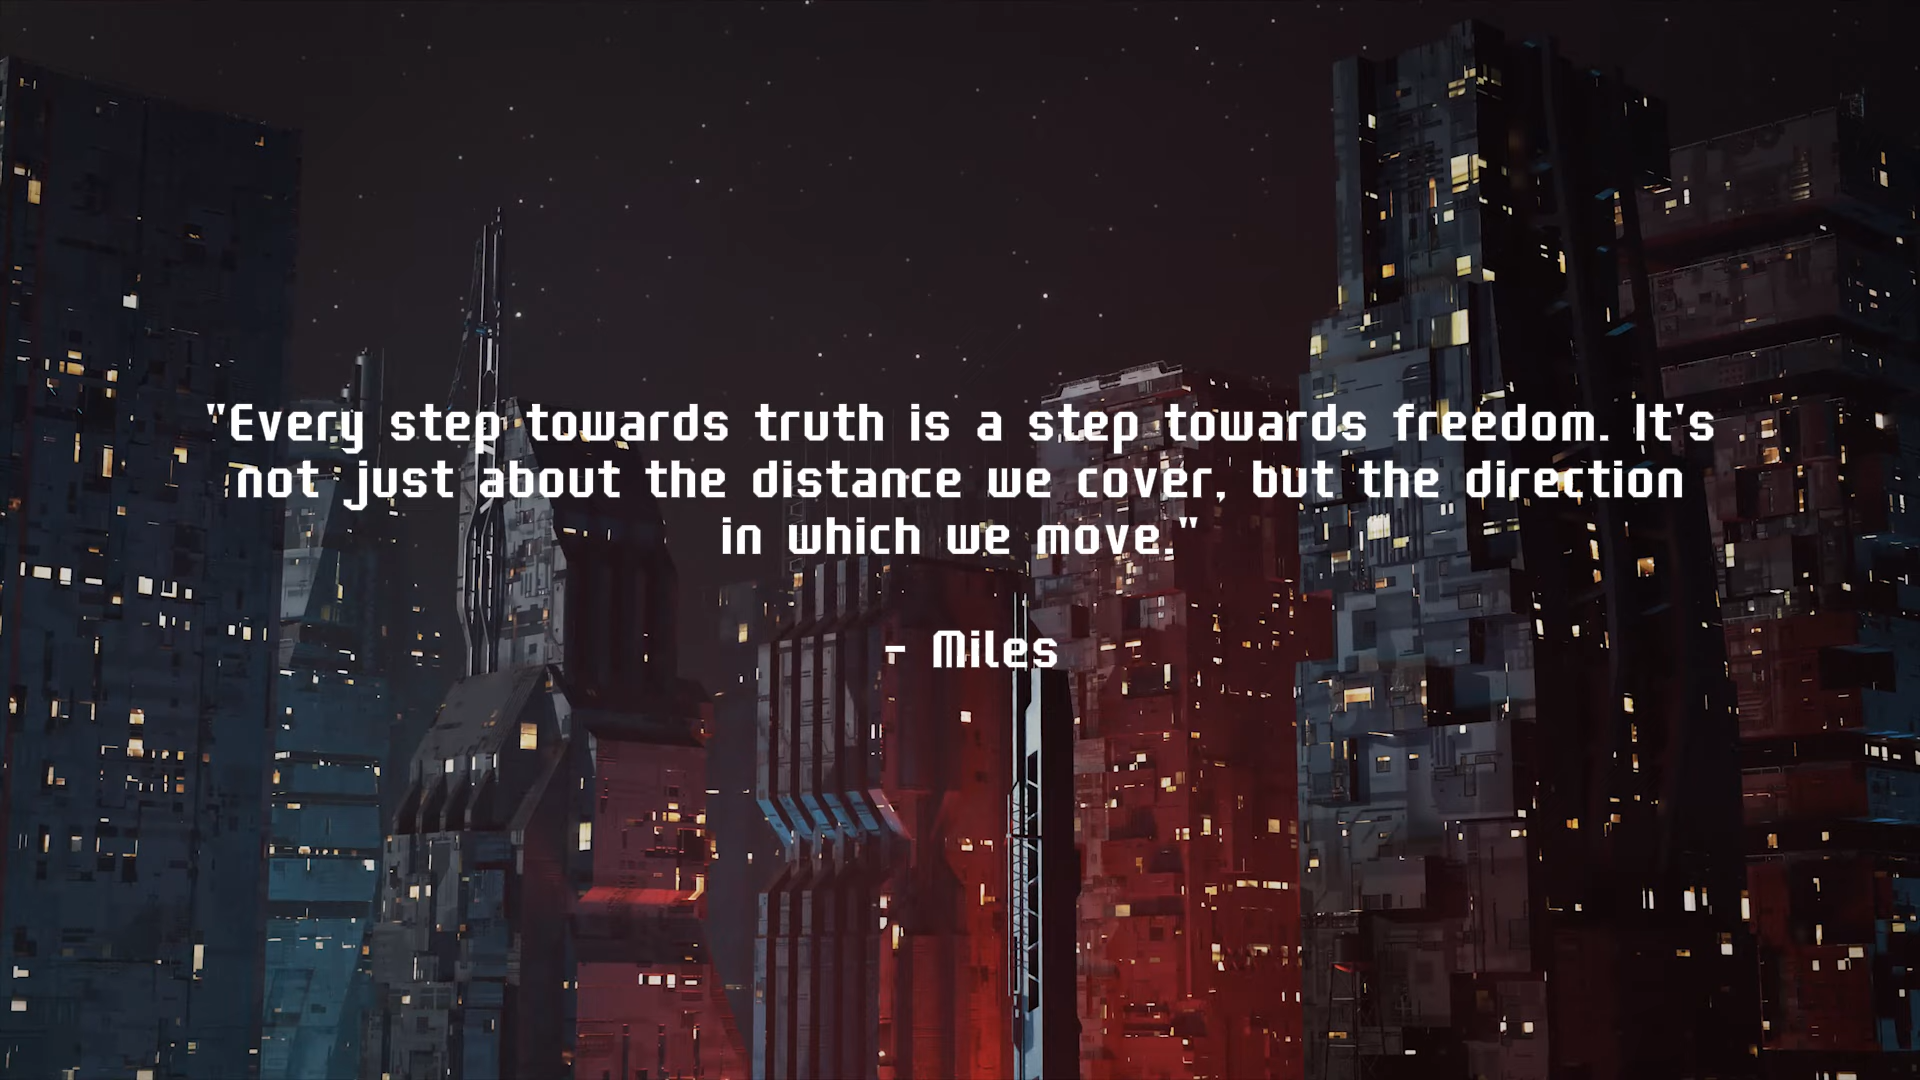 "Every step towards truth is a step towards freedom. It's
not just about the distance we cover, but the direction
in which we move."
- Miles